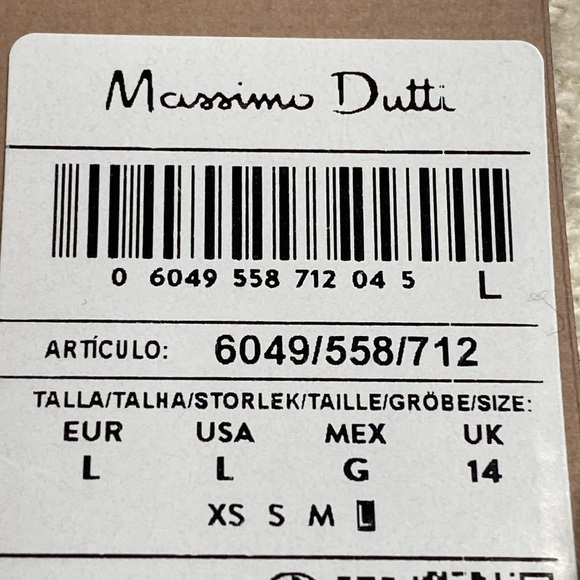 Massimo Dutti
0 6049 558 712 04 5 L
ARTÍCULO: 6049/558/712
TALLA/TALHA/STORLEK/TAILLE/GRÖBE/SIZE:
EUR USA MEX UK
L L G 14
XS S M L